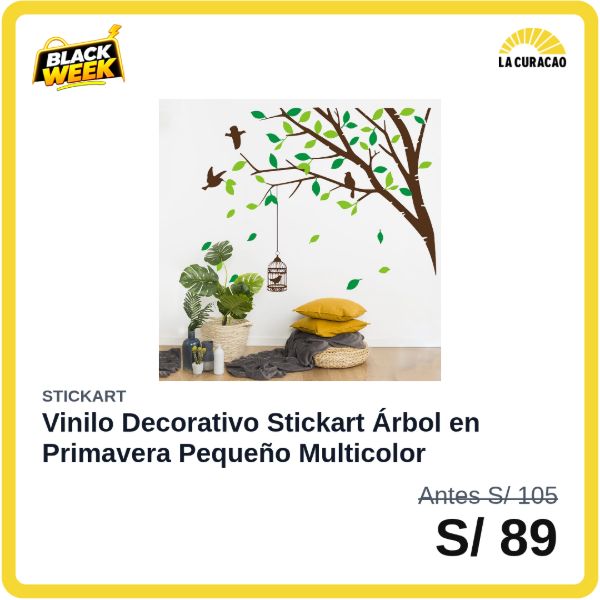 BLACK
WEEK
LA CURACAO
STICKART
Vinilo Decorativo Stickart Árbol en
Primavera Pequeño Multicolor
Antes S/ 105
S/ 89